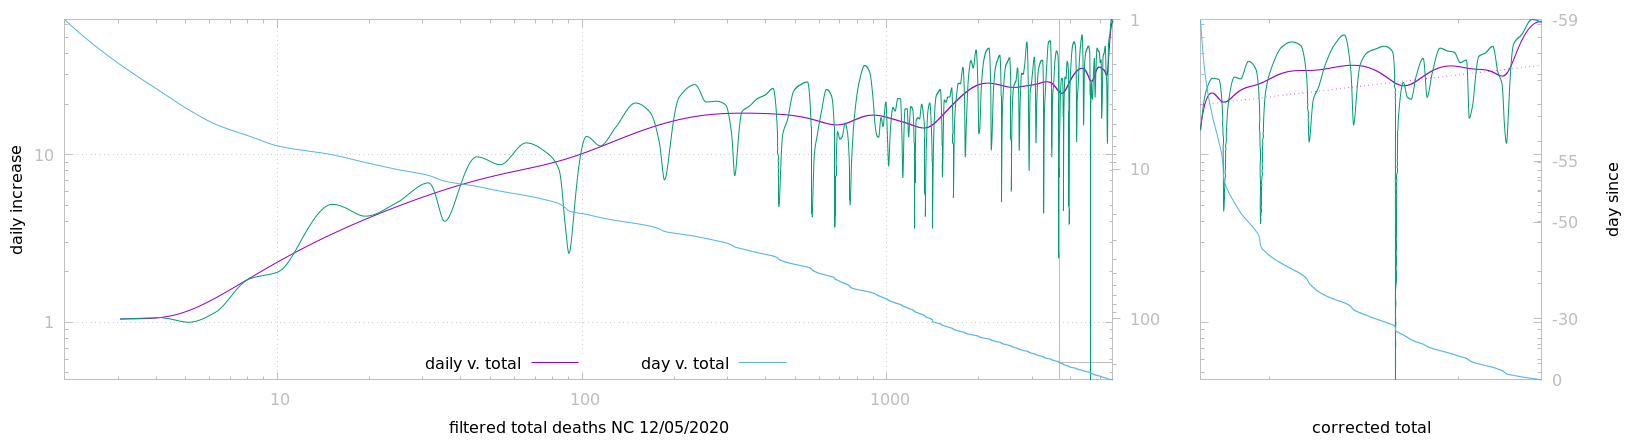 daily increase
10
1
daily v. total
day v. total
10
100
1000
filtered total deaths NC 12/05/2020
1
10
100
-59
-55
-50
-30
0
day since
corrected total